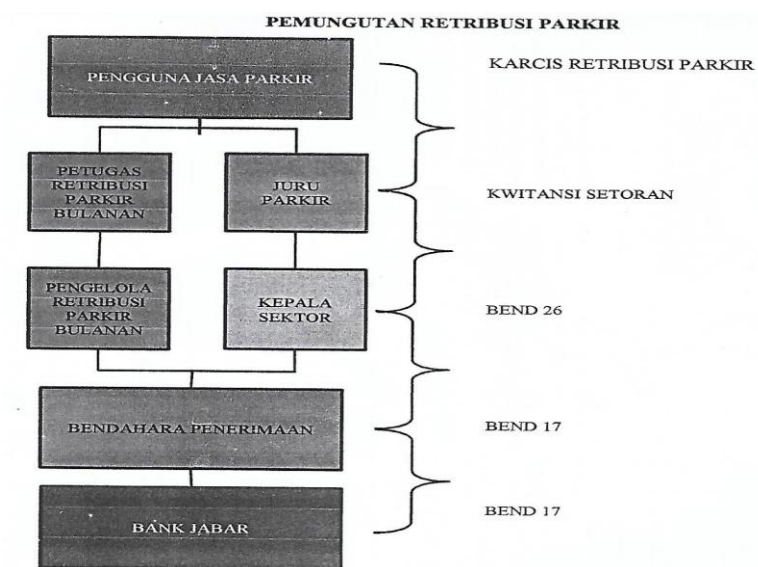 PEMUNGUTAN RETRIBUSI PARKIR
PENGGUNA JASA PARKIR
KARCIS RETRIBUSI PARKIR
PETUGAS
RETRIBUSI
PARKIR
BULANAN
JURU
PARKIR
KWITANSI SETORAN
PENGELOLA
RETRIBUSI
PARKIR
BULANAN
KEPALA
SEKTOR
BEND 26
BENDAHARA PENERIMAAN
BEND 17
BANK JABAR
BEND 17